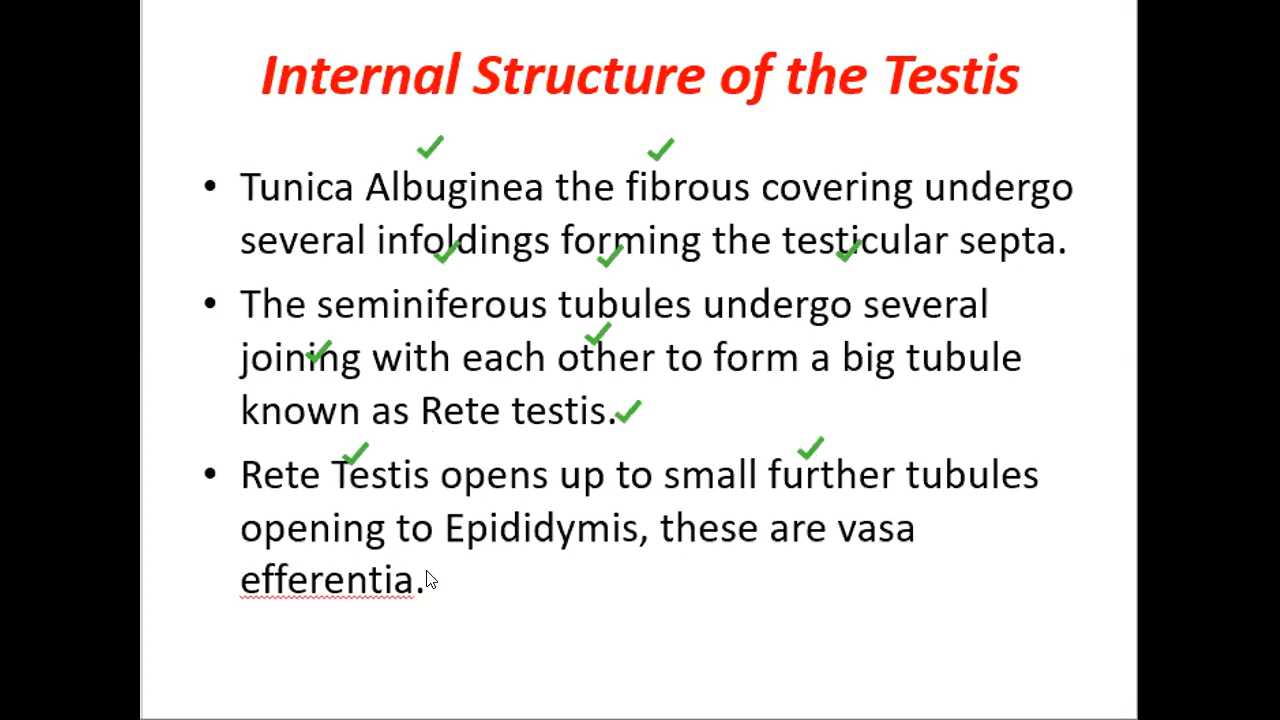 Internal Structure of the Testis
• Tunica Albuginea the fibrous covering undergo
several infoldings forming the testicular septa.
• The seminiferous tubules undergo several
joining with each other to form a big tubule
known as Rete testis.
• Rete Testis opens up to small further tubules
opening to Epididymis, these are vasa
efferentia.